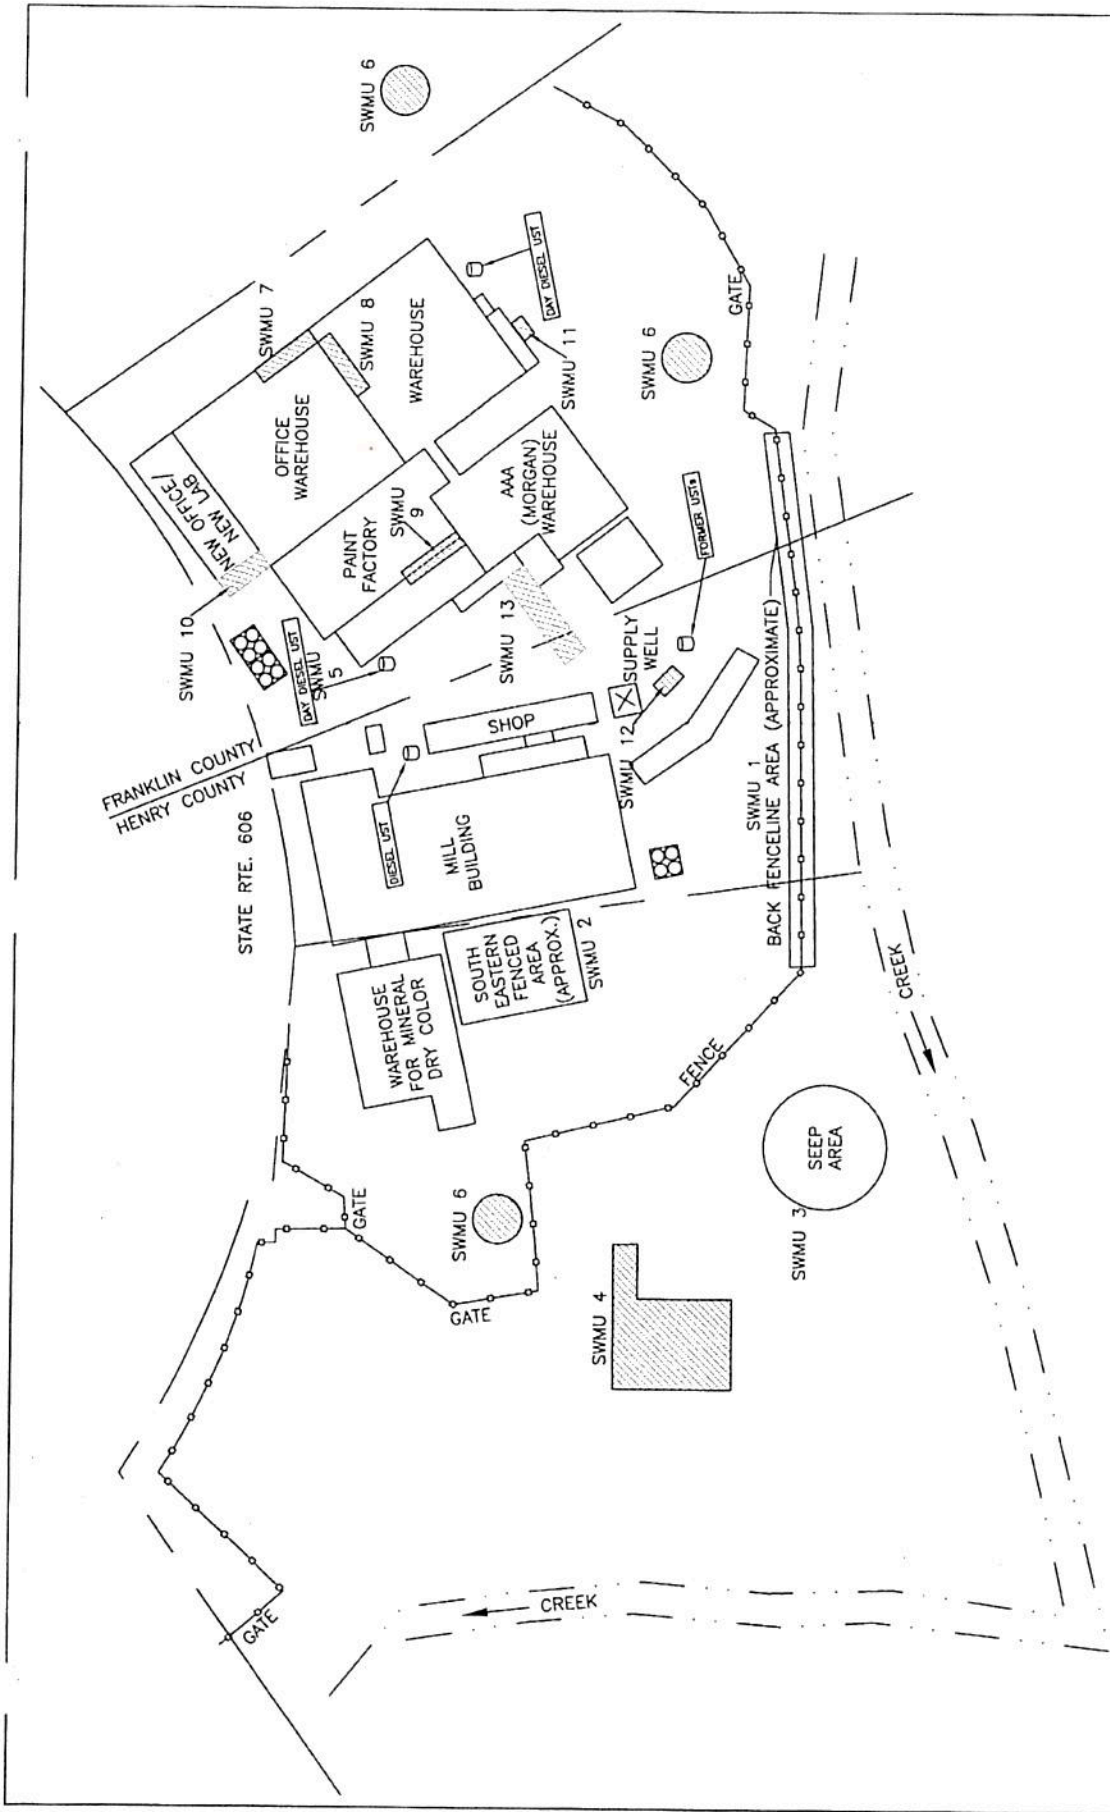 SWMU 6
SWMU 7
SWMU 8
DAY DIESEL UST
WAREHOUSE
SWMU 11
OFFICE
WAREHOUSE
NEW OFFICE/
NEW LAB
SWMU 10
PAINT
FACTORY
SWMU
9
AAA
(MORGAN)
WAREHOUSE
SWMU 6
GATE
FORMER USTs
SWMU 13
DAY DIESEL UST
SWMU
5
SUPPLY
WELL
SWMU 12
SHOP
FRANKLIN COUNTY
HENRY COUNTY
STATE RTE. 606
DIESEL UST
MILL
BUILDING
SWMU 1
BACK FENCELINE AREA (APPROXIMATE)
WAREHOUSE
FOR MINERAL
DRY COLOR
SOUTH
EASTERN
FENCED
AREA
(APPROX.)
SWMU 2
CREEK
FENCE
SEEP
AREA
SWMU 3
GATE
SWMU 6
GATE
SWMU 4
GATE
CREEK